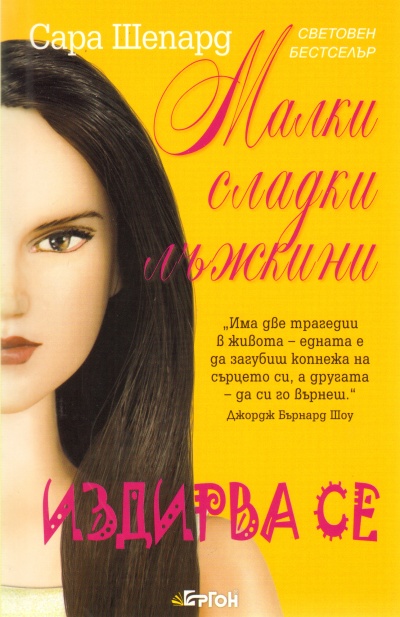 Сара Шепард
СВЕТОВЕН
БЕСТСЕЛЪР
Малки
сладки
лъжкини
„Има две трагедии
в живота – едната е
да загубиш копнежа на
сърцето си, а другата
– да си го върнеш.“
Джордж Бърнард Шоу
ИЗДИРВА СЕ
ЕРГОН